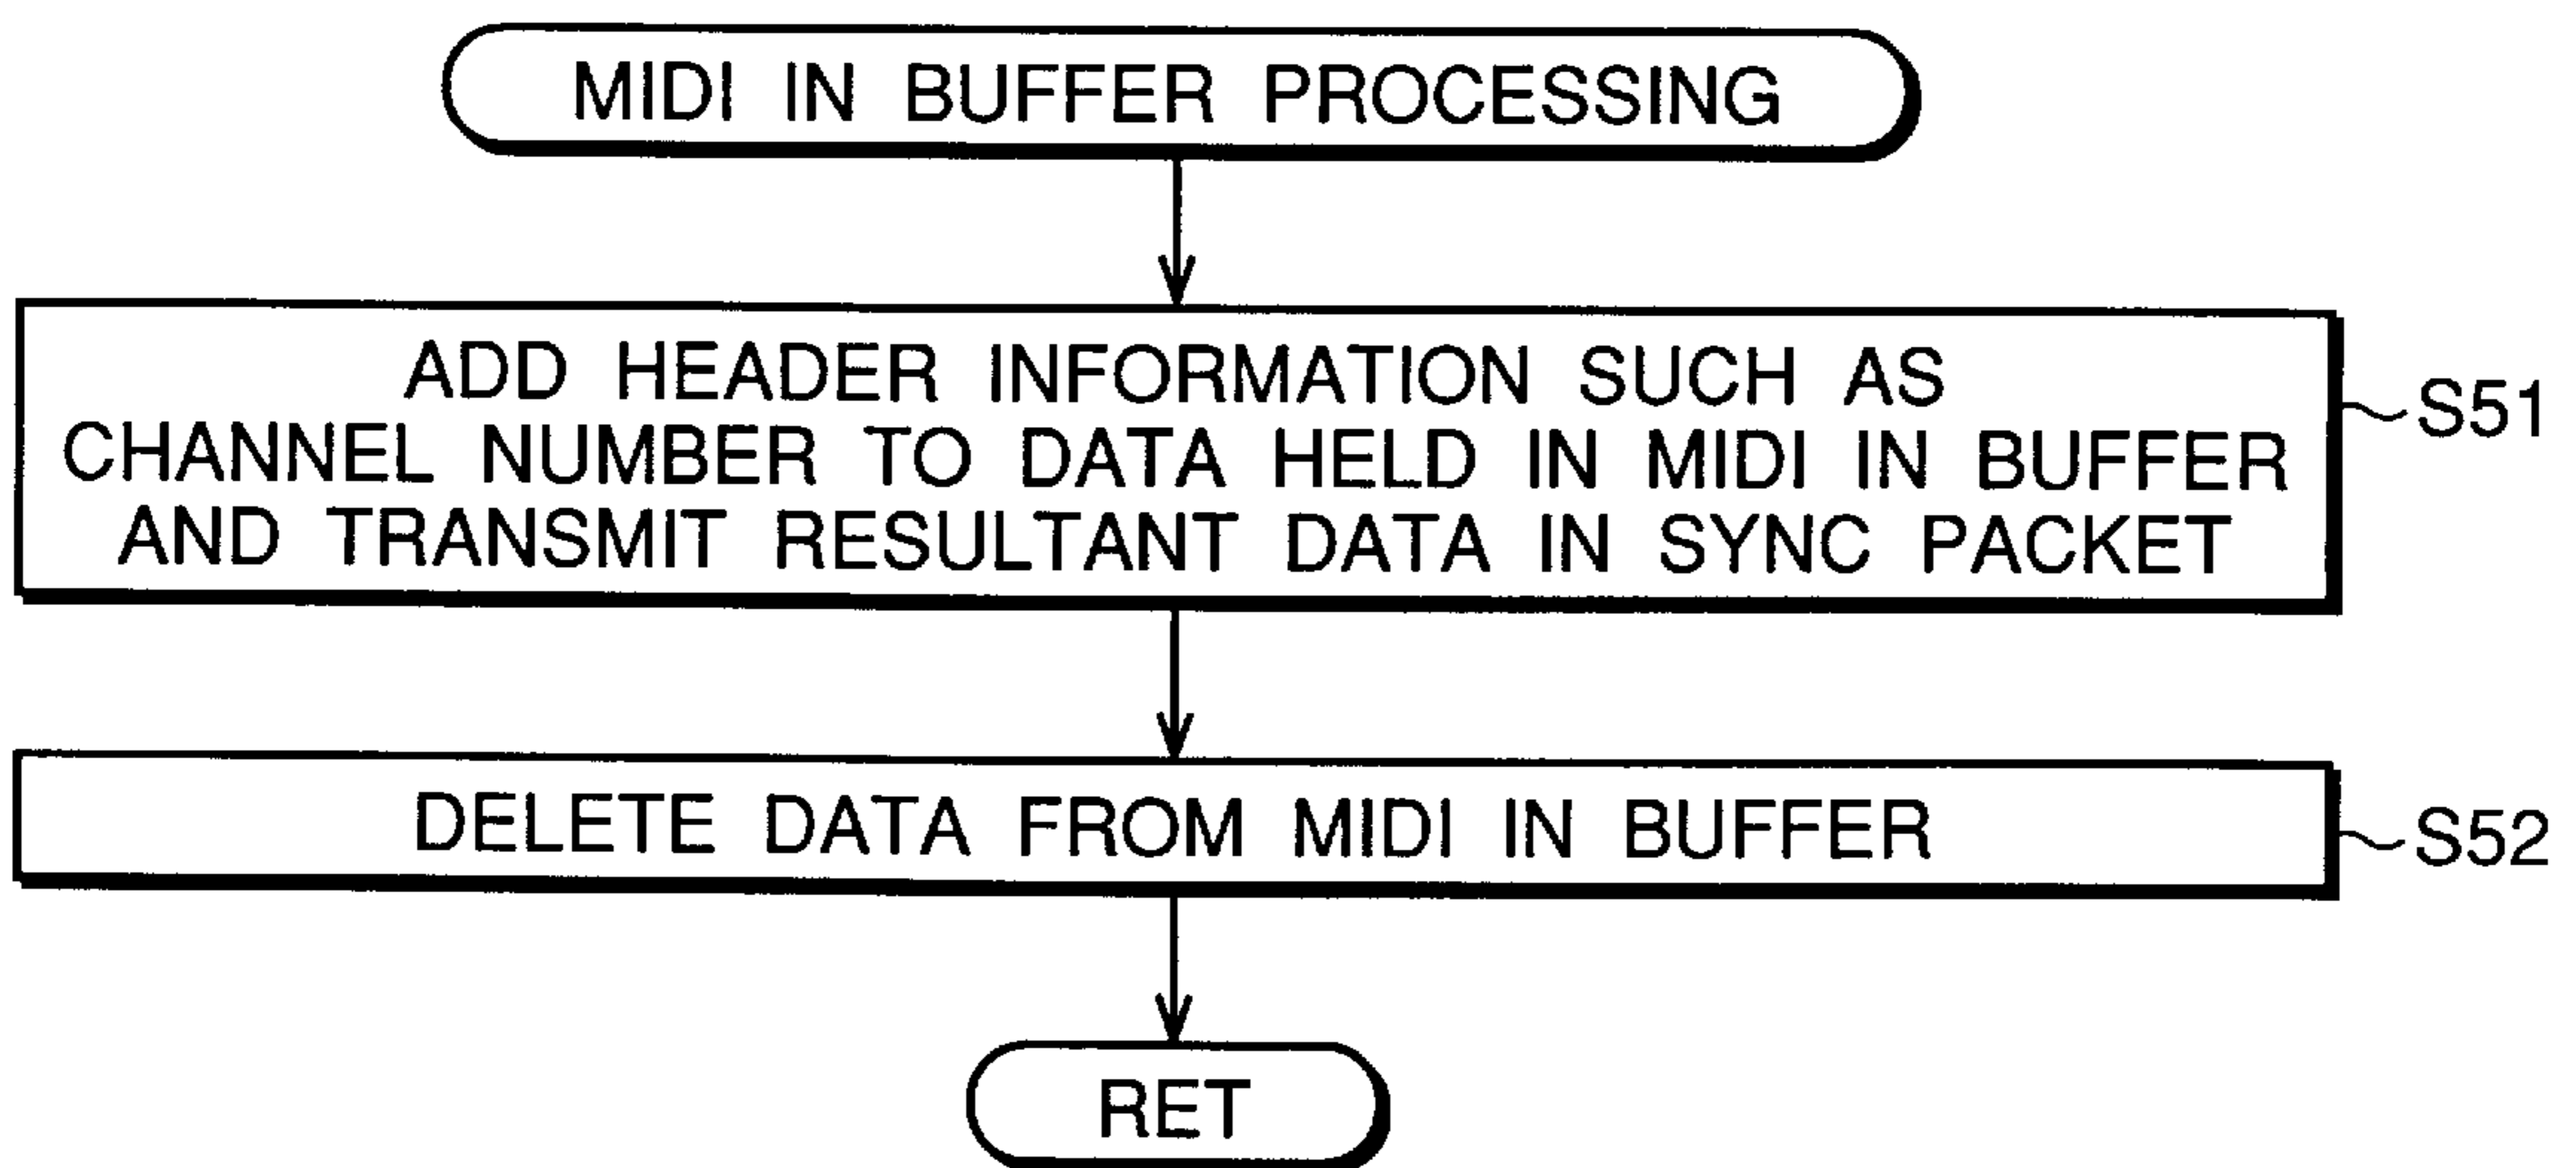 MIDI IN BUFFER PROCESSING
ADD HEADER INFORMATION SUCH AS
CHANNEL NUMBER TO DATA HELD IN MIDI IN BUFFER
AND TRANSMIT RESULTANT DATA IN SYNC PACKET
S51
DELETE DATA FROM MIDI IN BUFFER
S52
RET